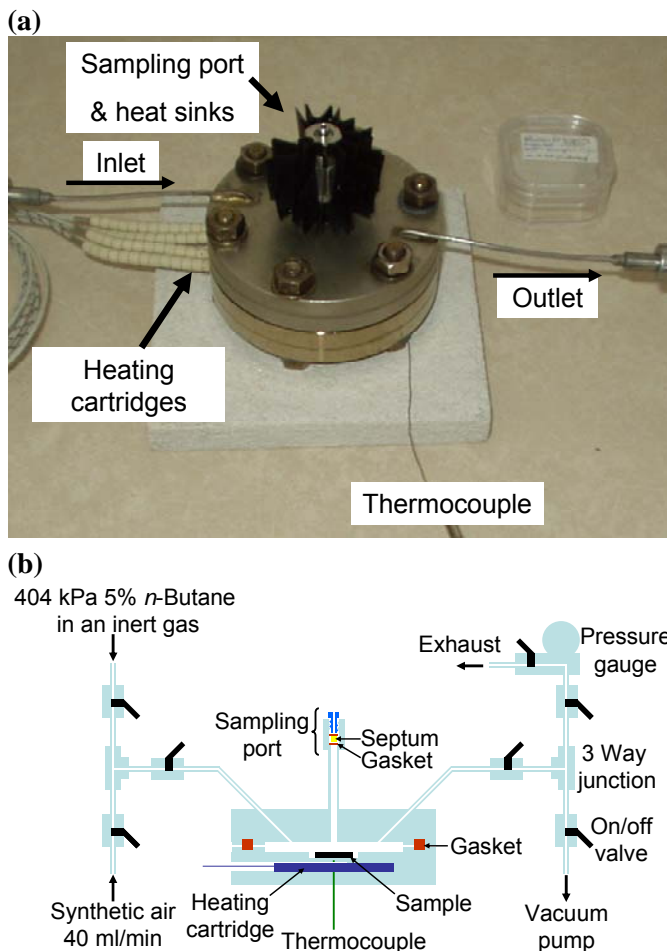 (a)
Sampling port
& heat sinks
Inlet
Outlet
Heating
cartridges
Thermocouple
(b)
404 kPa 5% n-Butane
in an inert gas
Exhaust
Pressure
gauge
Sampling
port
Septum
Gasket
3 Way
junction
On/off
valve
Gasket
Sample
Heating
cartridge
Thermocouple
Synthetic air
40 ml/min
Vacuum
pump